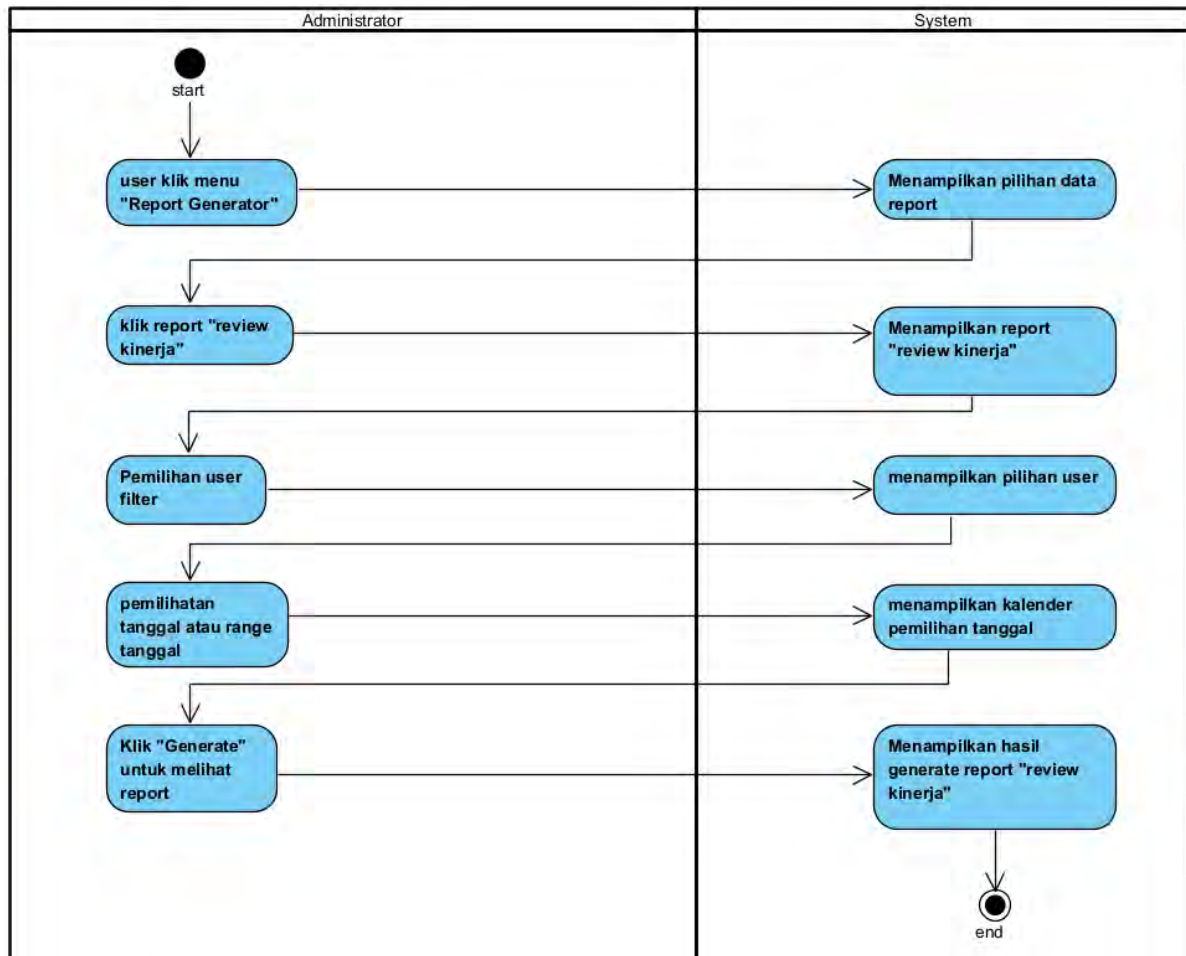 Administrator
System
start
user klik menu
"Report Generator"
Menampilkan pilihan data
report
klik report "review
kinerja"
Menampilkan report
"review kinerja"
Pemilihan user
filter
menampilkan pilihan user
pemilihatan
tanggal atau range
tanggal
menampilkan kalender
pemilihan tanggal
Klik "Generate"
untuk melihat
report
Menampilkan hasil
generate report "review
kinerja"
end